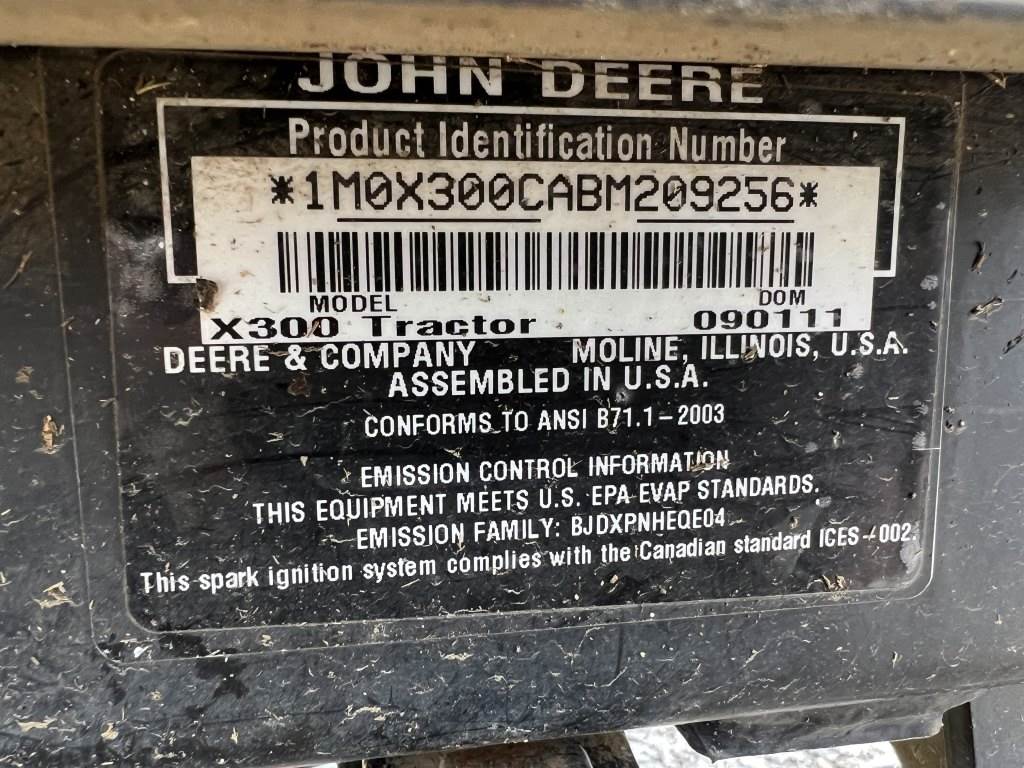 JOHN DEERE
Product Identification Number
*1M0X300CABM209256*
MODEL DOM
X300 Tractor 090111
DEERE & COMPANY MOLINE, ILLINOIS, U.S.A.
ASSEMBLED IN U.S.A.
CONFORMS TO ANSI B71.1-2003
EMISSION CONTROL INFORMATION
THIS EQUIPMENT MEETS U.S. EPA EVAP STANDARDS.
EMISSION FAMILY: BJDXPNHEQE04
This spark ignition system complies with the Canadian standard ICES-002.